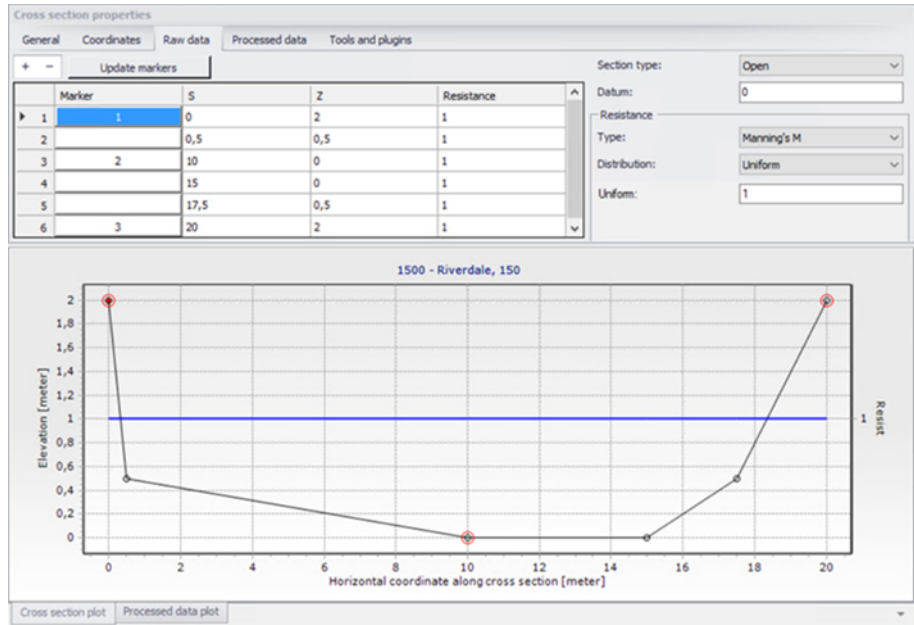 Cross section properties
General Coordinates Raw data Processed data Tools and plugins
+ - Update markers
Marker S Z Resistance
1 1 0 2 1
2 0,5 0,5 1
3 2 10 0 1
4 15 0 1
5 17,5 0,5 1
6 3 20 2 1
Section type: Open
Datum: 0
Resistance
Type: Manning's M
Distribution: Uniform
Uniform: 1
1500 - Riverdale, 150
2
1,8
1,6
1,4
1,2
1
0,8
0,6
0,4
0,2
0
Elevation [meter]
1
Resist
0 2 4 6 8 10 12 14 16 18 20
Horizontal coordinate along cross section [meter]
Cross section plot Processed data plot